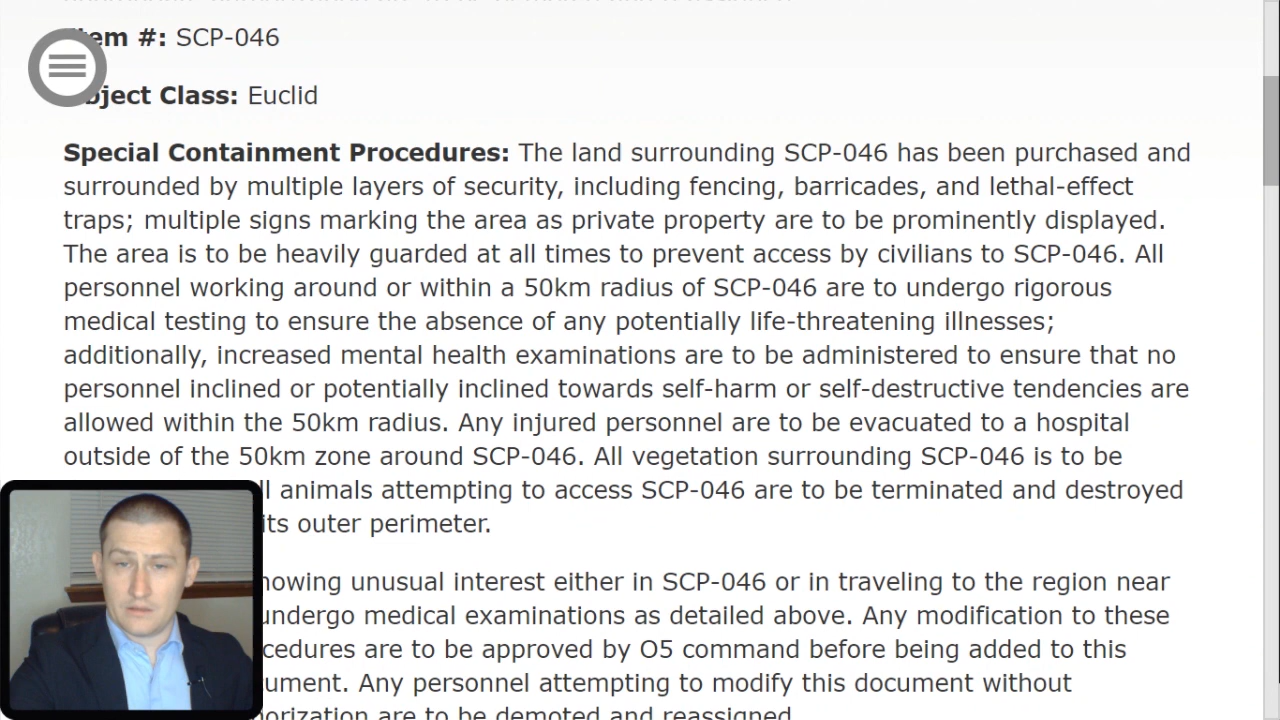 em #: SCP-046
bject Class: Euclid
Special Containment Procedures: The land surrounding SCP-046 has been purchased and
surrounded by multiple layers of security, including fencing, barricades, and lethal-effect
traps; multiple signs marking the area as private property are to be prominently displayed.
The area is to be heavily guarded at all times to prevent access by civilians to SCP-046. All
personnel working around or within a 50km radius of SCP-046 are to undergo rigorous
medical testing to ensure the absence of any potentially life-threatening illnesses;
additionally, increased mental health examinations are to be administered to ensure that no
personnel inclined or potentially inclined towards self-harm or self-destructive tendencies are
allowed within the 50km radius. Any injured personnel are to be evacuated to a hospital
outside of the 50km zone around SCP-046. All vegetation surrounding SCP-046 is to be
ll animals attempting to access SCP-046 are to be terminated and destroyed
its outer perimeter.
howing unusual interest either in SCP-046 or in traveling to the region near
undergo medical examinations as detailed above. Any modification to these
cedures are to be approved by O5 command before being added to this
ument. Any personnel attempting to modify this document without
orization are to be demoted and reassigned.